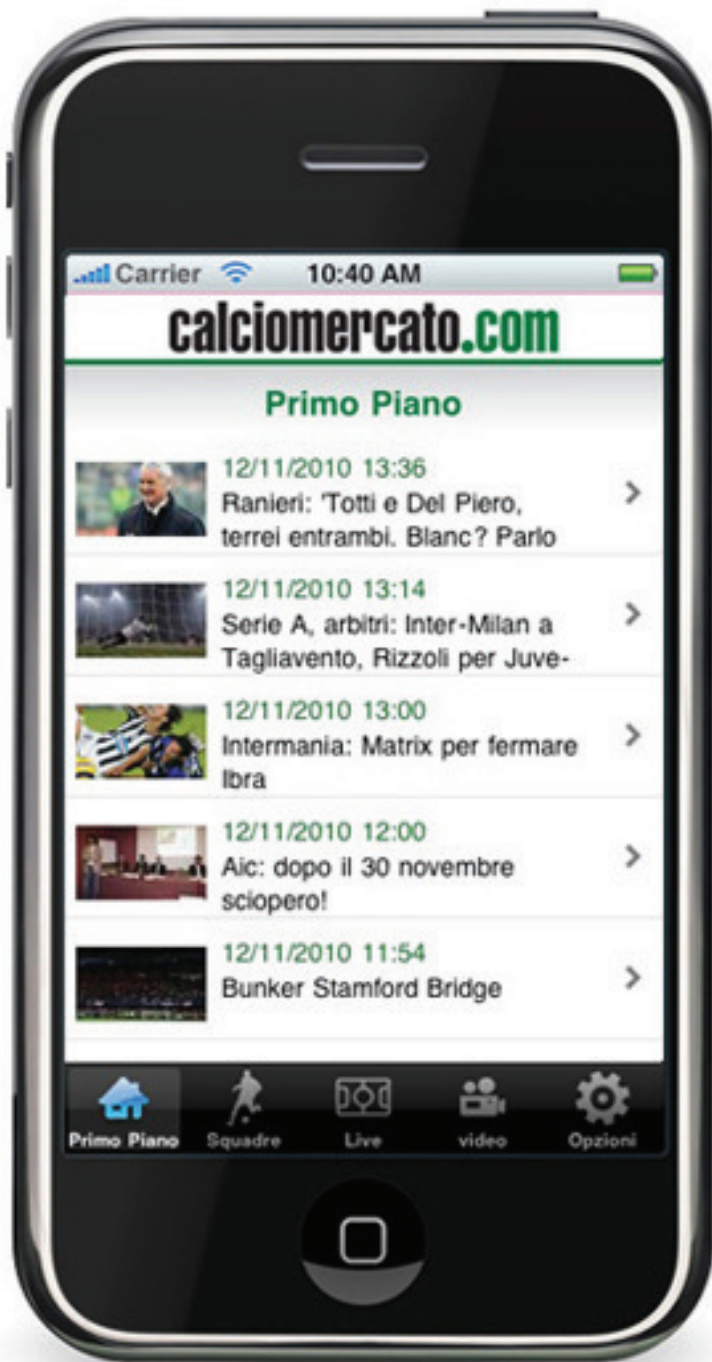 Carrier 10:40 AM
calciomercato.com
Primo Piano
12/11/2010 13:36
Ranieri: 'Totti e Del Piero,
terrei entrambi. Blanc? Parlo
12/11/2010 13:14
Serie A, arbitri: Inter-Milan a
Tagliavento, Rizzoli per Juve-
12/11/2010 13:00
Intermania: Matrix per fermare
Ibra
12/11/2010 12:00
Aic: dopo il 30 novembre
sciopero!
12/11/2010 11:54
Bunker Stamford Bridge
Primo Piano Squadre Live video Opzioni